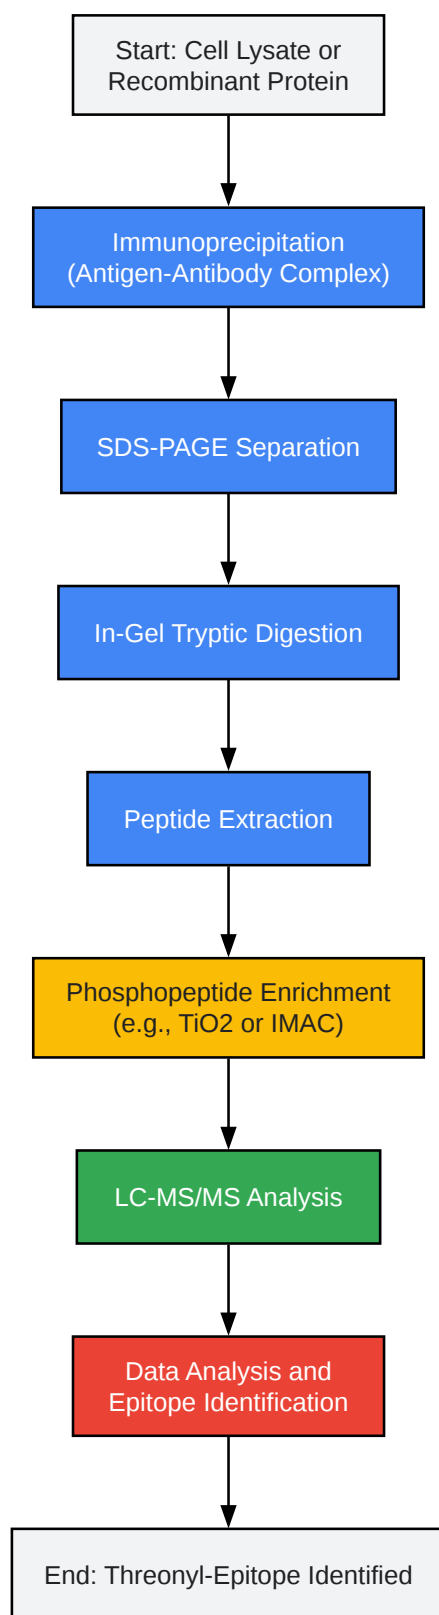 Start: Cell Lysate or
Recombinant Protein
Immunoprecipitation
(Antigen-Antibody Complex)
SDS-PAGE Separation
In-Gel Tryptic Digestion
Peptide Extraction
Phosphopeptide Enrichment
(e.g., TiO2 or IMAC)
LC-MS/MS Analysis
Data Analysis and
Epitope Identification
End: Threonyl-Epitope Identified